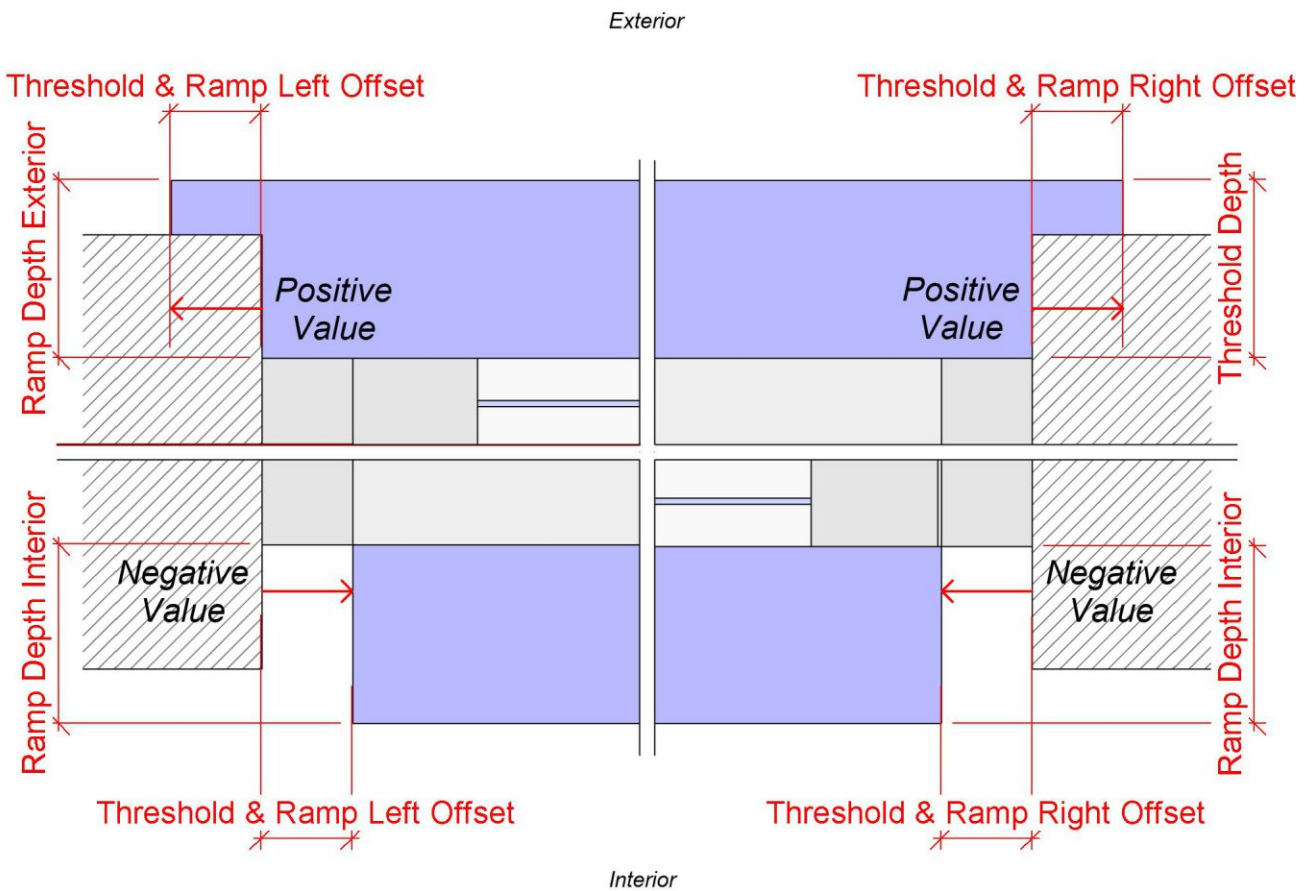 Exterior
Threshold & Ramp Left Offset
Threshold & Ramp Right Offset
Ramp Depth Exterior
Threshold Depth
Positive
Value
Positive
Value
Ramp Depth Interior
Negative
Value
Negative
Value
Ramp Depth Interior
Threshold & Ramp Left Offset
Threshold & Ramp Right Offset
Interior